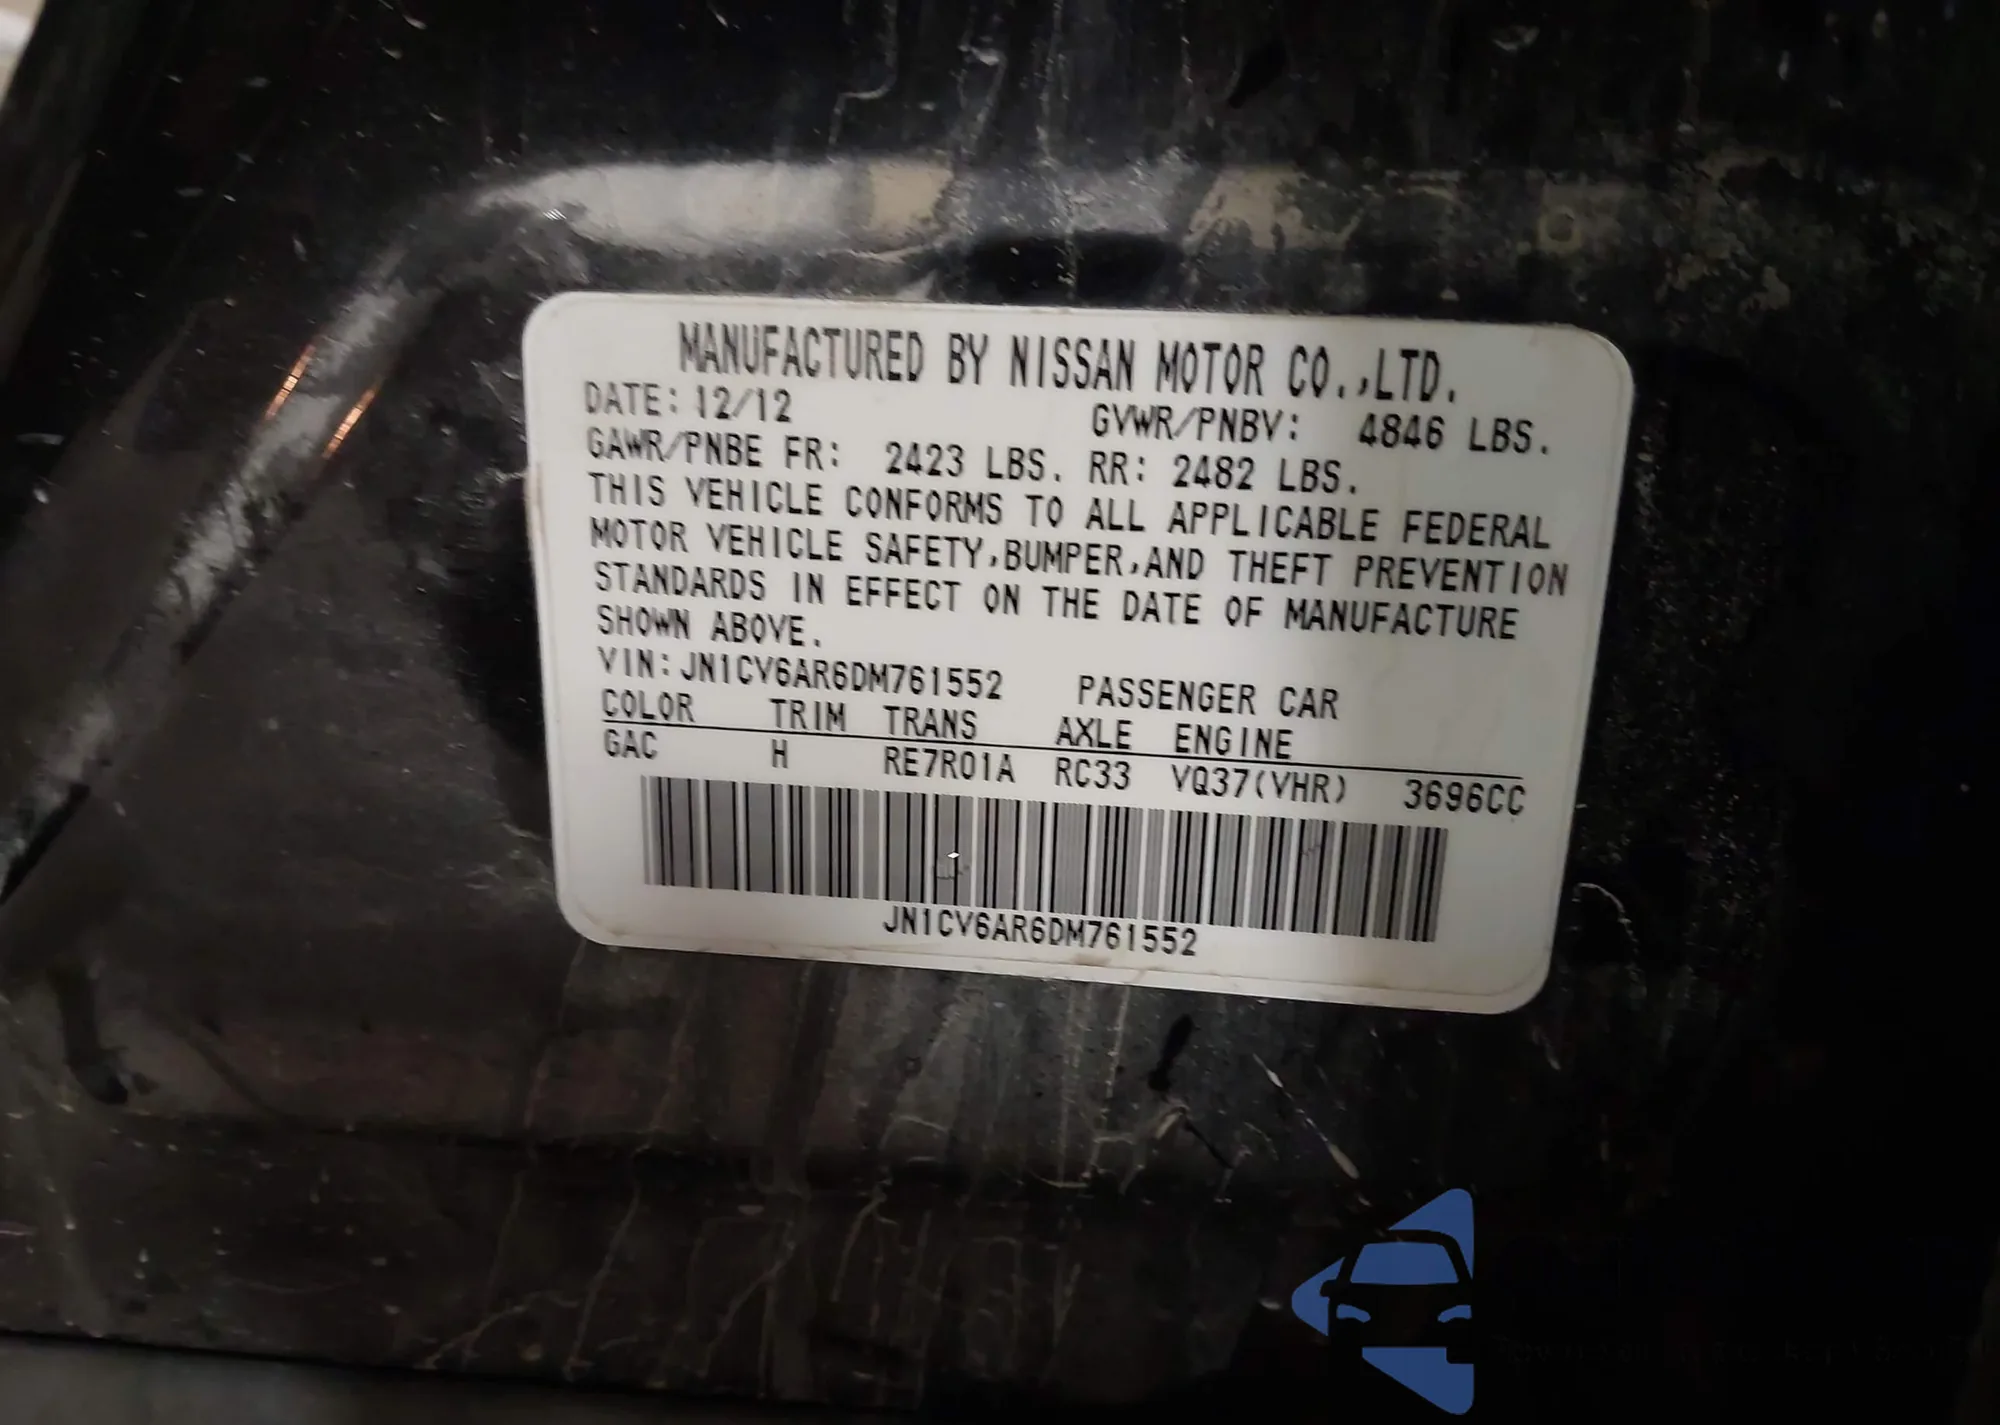 MANUFACTURED BY NISSAN MOTOR CO.,LTD.
DATE: 12/12 GVWR/PNBV: 4846 LBS.
GAWR/PNBE FR: 2423 LBS. RR: 2482 LBS.
THIS VEHICLE CONFORMS TO ALL APPLICABLE FEDERAL
MOTOR VEHICLE SAFETY,BUMPER,AND THEFT PREVENTION
STANDARDS IN EFFECT ON THE DATE OF MANUFACTURE
SHOWN ABOVE.
VIN:JN1CV6AR6DM761552 PASSENGER CAR
COLOR TRIM TRANS AXLE ENGINE
GAC H RE7R01A RC33 VQ37(VHR) 3696CC
JN1CV6AR6DM761552